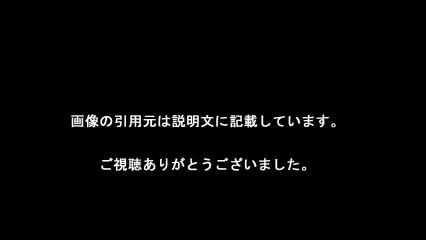 画像の引用元は説明文に記載しています。
ご視聴ありがとうございました。